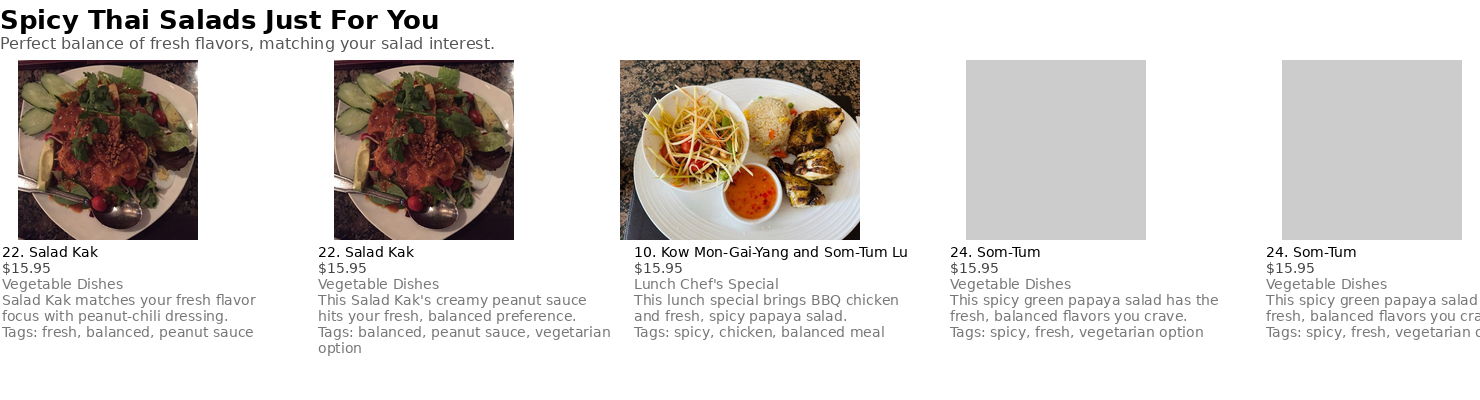 Spicy Thai Salads Just For You
Perfect balance of fresh flavors, matching your salad interest.
22. Salad Kak
$15.95
Vegetable Dishes
Salad Kak matches your fresh flavor
focus with peanut-chili dressing.
Tags: fresh, balanced, peanut sauce
22. Salad Kak
$15.95
Vegetable Dishes
This Salad Kak's creamy peanut sauce
hits your fresh, balanced preference.
Tags: balanced, peanut sauce, vegetarian
option
10. Kow Mon-Gai-Yang and Som-Tum Lu
$15.95
Lunch Chef's Special
This lunch special brings BBQ chicken
and fresh, spicy papaya salad.
Tags: spicy, chicken, balanced meal
24. Som-Tum
$15.95
Vegetable Dishes
This spicy green papaya salad has the
fresh, balanced flavors you crave.
Tags: spicy, fresh, vegetarian option
24. Som-Tum
$15.95
Vegetable Dishes
This spicy green papaya salad
fresh, balanced flavors you
Tags: spicy, fresh, vegetarian